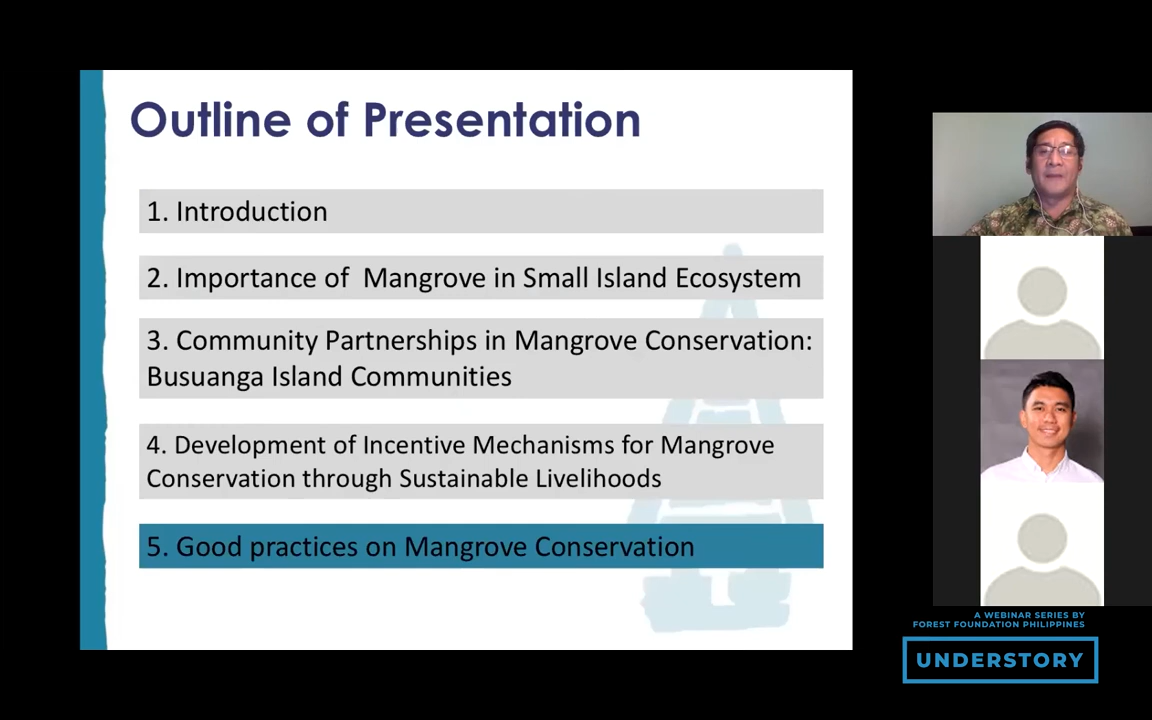 Outline of Presentation
1. Introduction
2. Importance of  Mangrove in Small Island Ecosystem
3. Community Partnerships in Mangrove Conservation:
Busuanga Island Communities
4. Development of Incentive Mechanisms for Mangrove
Conservation through Sustainable Livelihoods
5. Good practices on Mangrove Conservation
A WEBINAR SERIES BY
FOREST FOUNDATION PHILIPPINES
UNDERSTORY